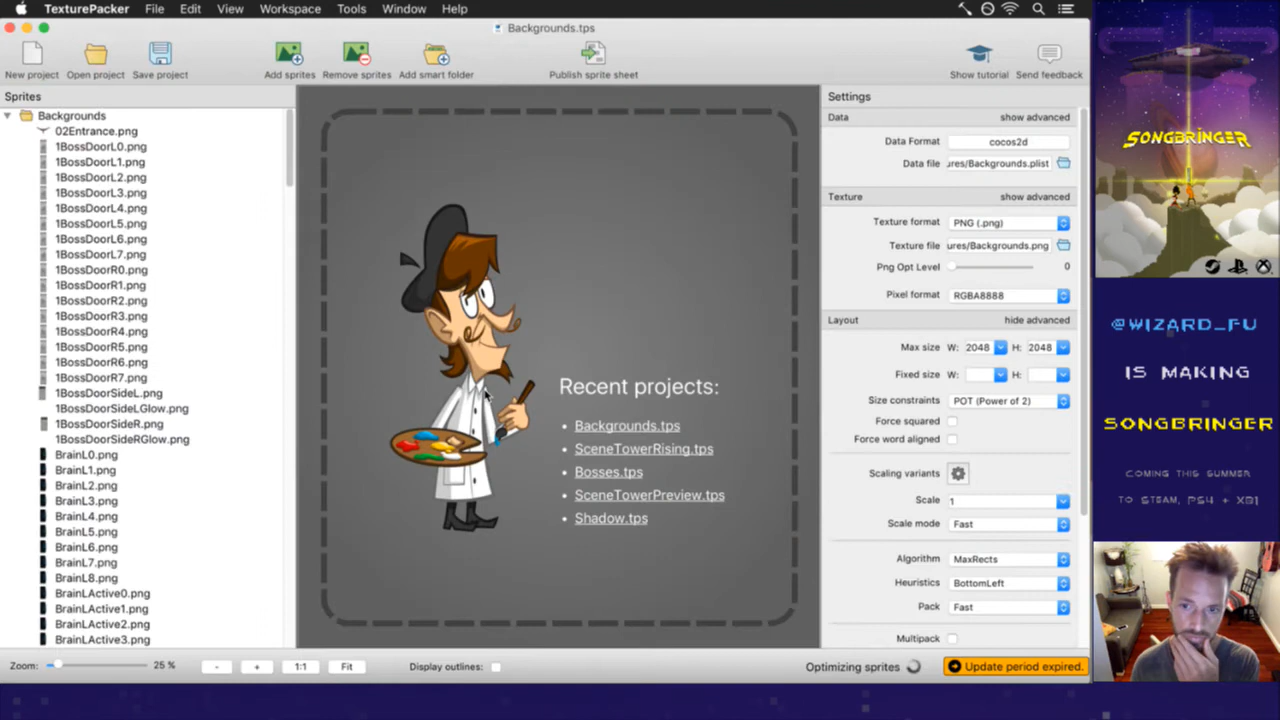 TexturePacker File Edit View Workspace Tools Window Help
Backgrounds.tps
New project Open project Save project Add sprites Remove sprites Add smart folder Publish sprite sheet Show tutorial Send feedback
Sprites
Backgrounds
02Entrance.png
1BossDoorL0.png
1BossDoorL1.png
1BossDoorL2.png
1BossDoorL3.png
1BossDoorL4.png
1BossDoorL5.png
1BossDoorL6.png
1BossDoorL7.png
1BossDoorR0.png
1BossDoorR1.png
1BossDoorR2.png
1BossDoorR3.png
1BossDoorR4.png
1BossDoorR5.png
1BossDoorR6.png
1BossDoorR7.png
1BossDoorSideL.png
1BossDoorSideLGlow.png
1BossDoorSideR.png
1BossDoorSideRGlow.png
BrainL0.png
BrainL1.png
BrainL2.png
BrainL3.png
BrainL4.png
BrainL5.png
BrainL6.png
BrainL7.png
BrainL8.png
BrainLActive0.png
BrainLActive1.png
BrainLActive2.png
BrainLActive3.png
Recent projects:
• Backgrounds.tps
• SceneTowerRising.tps
• Bosses.tps
• SceneTowerPreview.tps
• Shadow.tps
Settings
Data show advanced
Data Format cocos2d
Data file ures/Backgrounds.plist
Texture show advanced
Texture format PNG (.png)
Texture file ures/Backgrounds.png
Png Opt Level 0
Pixel format RGBA8888
Layout hide advanced
Max size W: 2048 H: 2048
Fixed size W: H:
Size constraints POT (Power of 2)
Force squared
Force word aligned
Scaling variants
Scale 1
Scale mode Fast
Algorithm MaxRects
Heuristics BottomLeft
Pack Fast
Multipack
Zoom: 25 % - + 1:1 Fit Display outlines: Optimizing sprites Update period expired.
SONGBRINGER
@WIZARD_FU
IS MAKING
SONGBRINGER
COMING THIS SUMMER
TO STEAM, PS4 + XB1